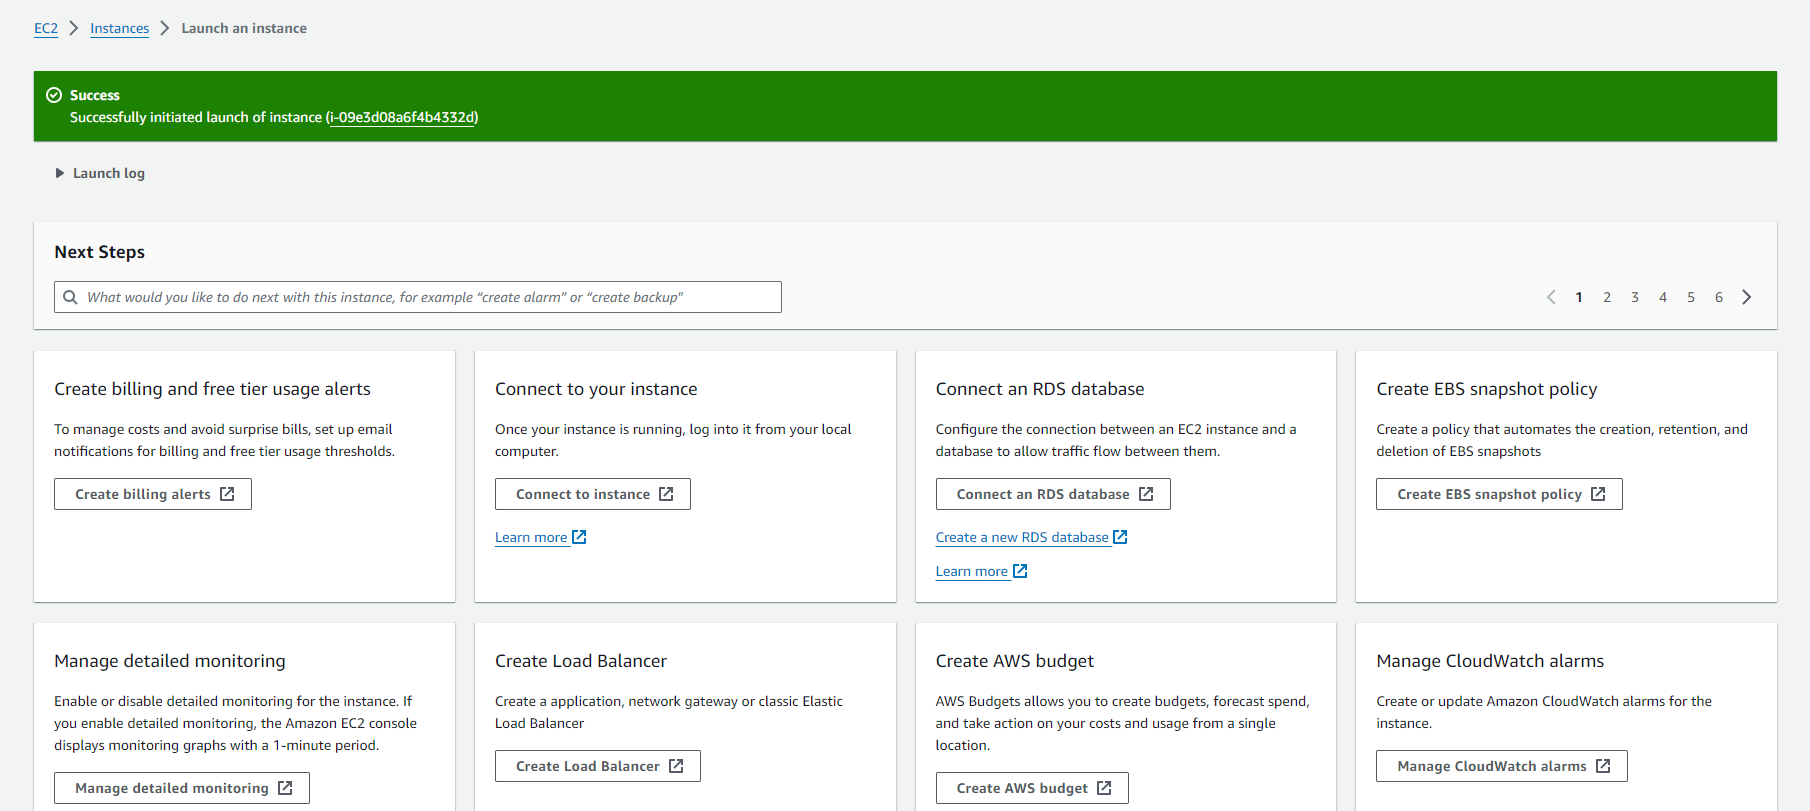 EC2 Instances Launch an instance
Success
Successfully initiated launch of instance (i-09e3d08a6f4b4332d)
Launch log
Next Steps
What would you like to do next with this instance, for example “create alarm” or “create backup"
1 2 3 4 5 6
Create billing and free tier usage alerts
To manage costs and avoid surprise bills, set up email
notifications for billing and free tier usage thresholds.
Create billing alerts
Connect to your instance
Once your instance is running, log into it from your local
computer.
Connect to instance
Learn more
Connect an RDS database
Configure the connection between an EC2 instance and a
database to allow traffic flow between them.
Connect an RDS database
Create a new RDS database
Learn more
Create EBS snapshot policy
Create a policy that automates the creation, retention, and
deletion of EBS snapshots
Create EBS snapshot policy
Manage detailed monitoring
Enable or disable detailed monitoring for the instance. If
you enable detailed monitoring, the Amazon EC2 console
displays monitoring graphs with a 1-minute period.
Manage detailed monitoring
Create Load Balancer
Create a application, network gateway or classic Elastic
Load Balancer
Create Load Balancer
Create AWS budget
AWS Budgets allows you to create budgets, forecast spend,
and take action on your costs and usage from a single
location.
Create AWS budget
Manage CloudWatch alarms
Create or update Amazon CloudWatch alarms for the
instance.
Manage CloudWatch alarms